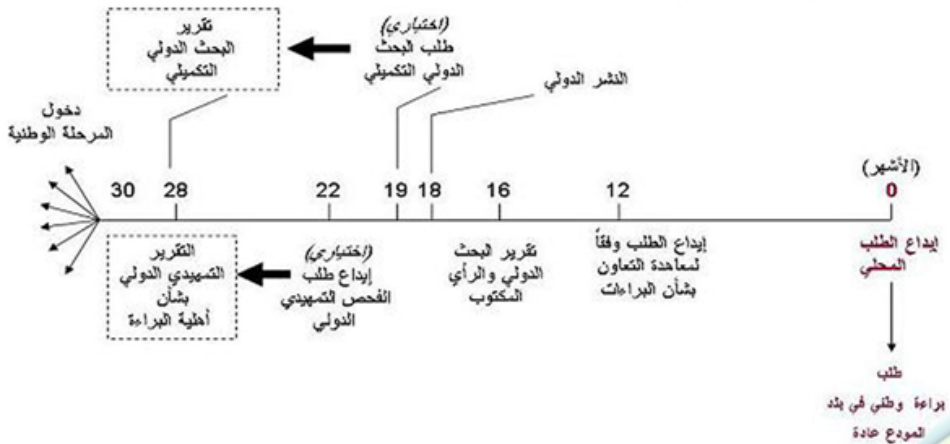 تقرير
البحث الدولي
التكميلي
(اختياري)
طلب البحث
الدولي التكميلي
النشر الدولي
دخول
المرحلة الوطنية
(الأشهر)
0
12
16
18
19
22
28
30
إيداع الطلب
المحلي
إيداع الطلب وفقاً
لمعاهدة التعاون
بشأن البراءات
تقرير البحث
الدولي والرأي
المكتوب
(اختياري)
إيداع طلب
الفحص التمهيدي
الدولي
التقرير
التمهيدي الدولي
بشأن
أهلية البراءة
طلب
براءة وطني في بلد
المودع عادة